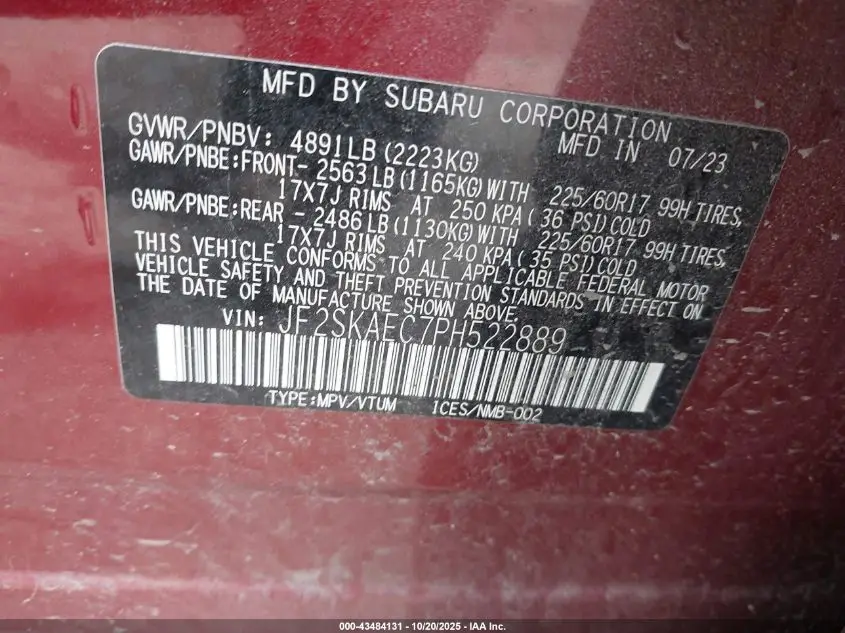 MFD BY SUBARU CORPORATION
MFD IN 07/23
GVWR/PNBV: 4891LB(2223KG)
GAWR/PNBE:FRONT- 2563LB(1165KG)WITH 225/60R17 99H TIRES,
17X7J RIMS AT 250 KPA( 36 PSI)COLD
GAWR/PNBE:REAR - 2486LB(1130KG)WITH 225/60R17 99H TIRES,
17X7J RIMS AT 240 KPA( 35 PSI)COLD
THIS VEHICLE CONFORMS TO ALL APPLICABLE FEDERAL MOTOR
VEHICLE SAFETY AND THEFT PREVENTION STANDARDS IN EFFECT ON
THE DATE OF MANUFACTURE SHOWN ABOVE.
VIN: JF2SKAEC7PH522889
TYPE:MPV/VTUM ICES/NMB-002
000-43484131 - 10/20/2025 - IAA Inc.